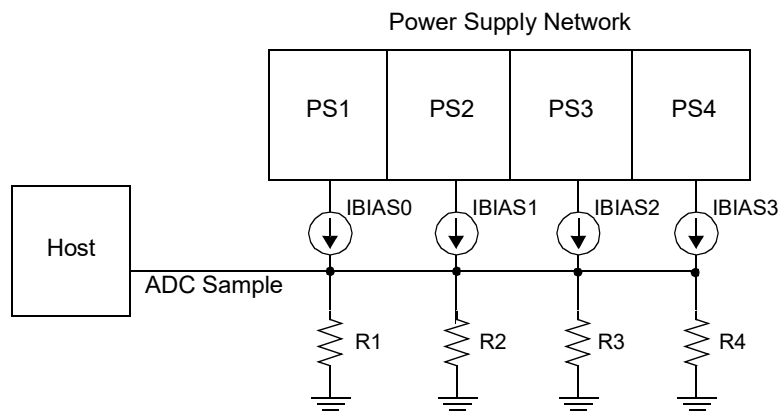 Power Supply Network
PS1 PS2 PS3 PS4
IBIAS0 IBIAS1 IBIAS2 IBIAS3
Host
ADC Sample
R1 R2 R3 R4